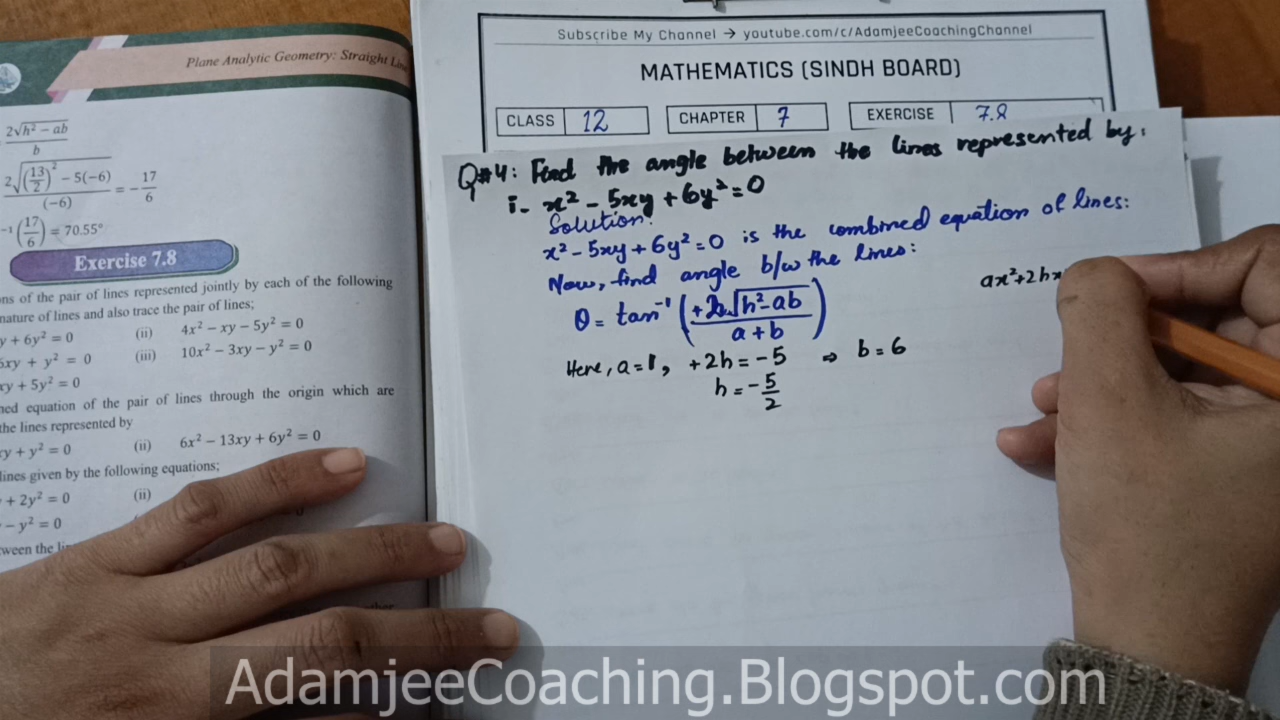 Plane Analytic Geometry: Straight
2√h² − ab
b
2√(13/2)² − 5(−6)
(−6)
= − 17/6
−1 (17/6) = 70.55°
Exercise 7.8
ns of the pair of lines represented jointly by each of the following
nature of lines and also trace the pair of lines;
y + 6y² = 0 (ii) 4x² − xy − 5y² = 0
xy + y² = 0 (iii) 10x² − 3xy − y² = 0
xy + 5y² = 0
ned equation of the pair of lines through the origin which are
the lines represented by
y + y² = 0 (ii) 6x² − 13xy + 6y² = 0
lines given by the following equations;
+ 2y² = 0 (ii)
− y² = 0
ween the
Subscribe My Channel → youtube.com/c/AdamjeeCoachingChannel
MATHEMATICS (SINDH BOARD)
CLASS 12 CHAPTER 7 EXERCISE 7.8
Q#4: Find the angle between the lines represented by:
i- x² - 5xy + 6y² = 0
Solution:
x² - 5xy + 6y² = 0 is the combined equation of lines:
Now, find angle b/w the lines:
θ = tan⁻¹ (+2√h²-ab / a+b)
ax²+2hx
Here, a=1, +2h = -5 ⇒ b = 6
h = -5/2
AdamjeeCoaching.Blogspot.com